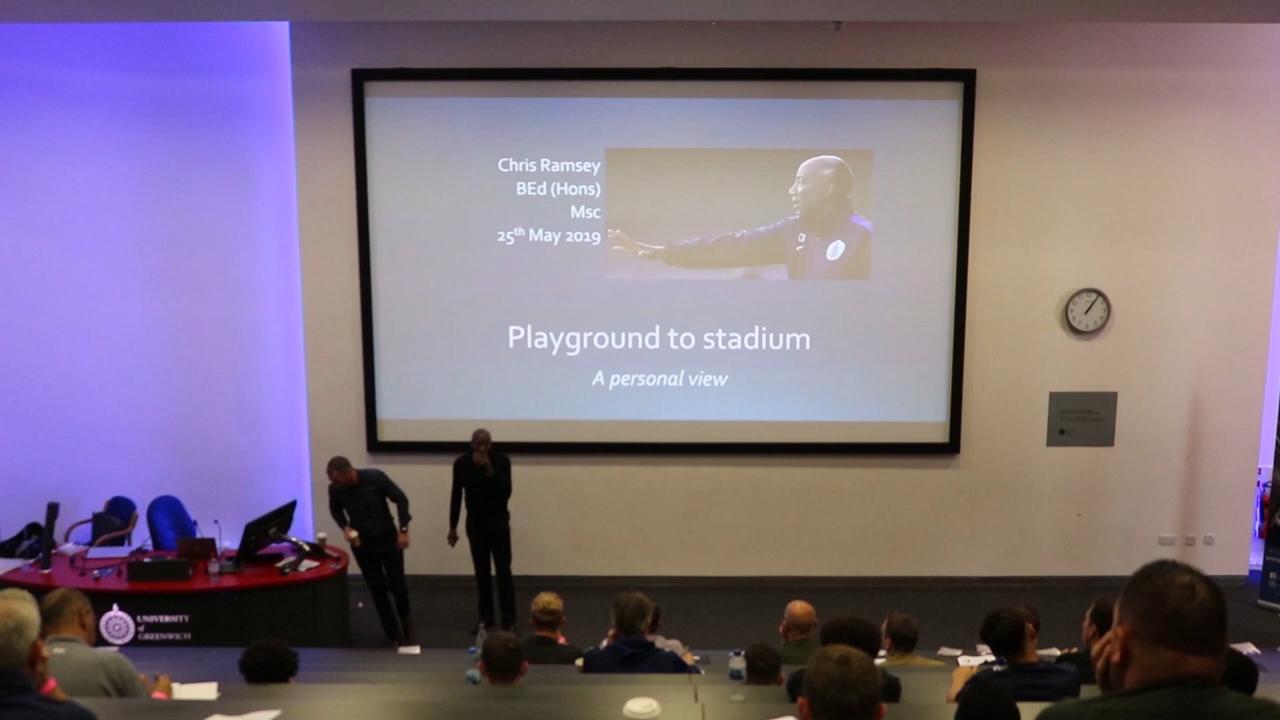 Chris Ramsey
BEd (Hons)
Msc
25th May 2019
Playground to stadium
A personal view
UNIVERSITY
of
GREENWICH